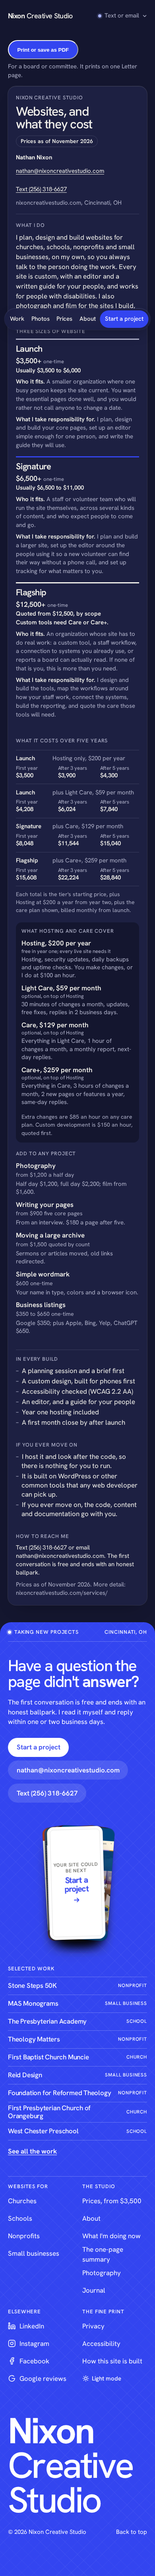 Nixon Creative Studio
Text or email
Print or save as PDF
For a board or committee. It prints on one Letter
page.
NIXON CREATIVE STUDIO
Websites, and
what they cost
Prices as of November 2026
Nathan Nixon
nathan@nixoncreativestudio.com
Text (256) 318-6627
nixoncreativestudio.com, Cincinnati, OH
WHAT I DO
I plan, design and build websites for
churches, schools, nonprofits and small
businesses, on my own, so you always
talk to the person doing the work. Every
site is custom, with an editor and a
written guide for your people, and works
for people with disabilities. I also
photograph and film for the sites I build.
Work
Photos
Prices
About
Start a project
THREE SIZES OF WEBSITE
Launch
$3,500+ one-time
Usually $3,500 to $6,000
Who it fits. A smaller organization whose
own busy person answers the email. You
need your pages done well, and you would
rather not call anyone to change a date.
What I take responsibility for. I plan, design
and build your site on an editor your people
find simple enough for one person, and write the
guide they will use.
Signature
$6,500+ one-time
Usually $6,500 to $11,000
Who it fits. A staff or volunteer team who will
run the site themselves, across several kinds
of content, and who expect people to use it on
the go.
What I take responsibility for. I plan and build
a larger site, set up the editor around the
people who will be using it so each can find
their way in without a phone call, and stay up
tracking for what matters to you.
Flagship
$12,500+ one-time
Quoted from $12,500, by scope
Custom tools need Care or Care+.
Who it fits. An organization whose site has to
do real work: a custom tool, a staff workflow,
a connection to systems you already use, or an
amount of content that is a project of its own.
That is you, this is rarely a rush.
What I take responsibility for. I design and
build the tools, map the workflows around
how your staff work, connect the systems,
build the reporting, and support the care tools
will need.
WHAT IT COSTS OVER FIVE YEARS
Launch Hosting only, $200 per year
First year After 3 years After 5 years
$3,500 $3,900 $4,300
Launch plus Light Care, $59 per month
First year After 3 years After 5 years
$4,208 $6,024 $7,840
Signature plus Care, $129 per month
First year After 3 years After 5 years
$8,048 $11,544 $15,040
Flagship plus Care+, $259 per month
First year After 3 years After 5 years
$15,608 $22,224 $28,840
Each total is the tier's starting price, plus
Hosting at $200 a year from year two, plus the
care plan shown, billed monthly from launch.
WHAT HOSTING AND CARE COVER
Hosting, $200 per year
free in year one, every live site needs it
Hosting, security updates, daily backups
and uptime checks. You make changes, or
I do at $100 an hour.
Light Care, $59 per month
optional, on top of Hosting
30 minutes of changes a month, updates,
free fixes, replies in 2 business days.
Care, $129 per month
optional, on top of Hosting
Everything in Light Care, 1 hour of
changes a month, a monthly report, next-
day replies.
Care+, $259 per month
optional, on top of Hosting
Everything in Care, 3 hours of changes a
month, 2 new pages or features a year,
same-day replies.
Extra changes are $85 an hour on any care
plan. Custom development is $150 an hour,
quoted first.
ADD TO ANY PROJECT
Photography
from $1,200 a half day
Half day $1,200, full day $2,200; film from
$1,600.
Writing your pages
from $900 five core pages
From an interview. $180 a page after five.
Moving a large archive
from $1,500 quoted by count
Sermons or articles moved, old links
redirected.
Simple wordmark
$600 one-time
Your name in type, colors and a browser icon.
Business listings
$350 to $650 one-time
Google $350; plus Apple, Bing, Yelp, ChatGPT
$650.
IN EVERY BUILD
- A planning session and a brief first
- A custom design, built for phones first
- Accessibility checked (WCAG 2.2 AA)
- An editor, and a guide for your people
- Year one hosting included
- A first month close by after launch
IF YOU EVER MOVE ON
- I host it and look after the code, so
there is nothing for you to run.
- It is built on WordPress or other
common tools that any web developer
can pick up.
- If you ever move on, the code, content
and documentation go with you.
HOW TO REACH ME
Text (256) 318-6627 or email
nathan@nixoncreativestudio.com. The first
conversation is free and ends with an honest
ballpark.
Prices as of November 2026. More detail:
nixoncreativestudio.com/services/
TAKING NEW PROJECTS
CINCINNATI, OH
Have a question the
page didn't answer?
The first conversation is free and ends with an
honest ballpark. I read it myself and reply
within one or two business days.
Start a project
nathan@nixoncreativestudio.com
Text (256) 318-6627
YOUR SITE COULD
BE NEXT
Start a
project
→
SELECTED WORK
Stone Steps 50K NONPROFIT
MAS Monograms SMALL BUSINESS
The Presbyterian Academy SCHOOL
Theology Matters NONPROFIT
First Baptist Church Muncie CHURCH
Reid Design SMALL BUSINESS
Foundation for Reformed Theology NONPROFIT
First Presbyterian Church of
Orangeburg CHURCH
West Chester Preschool SCHOOL
See all the work
WEBSITES FOR
Churches
Schools
Nonprofits
Small businesses
THE STUDIO
Prices, from $3,500
About
What I'm doing now
The one-page
summary
Photography
Journal
ELSEWHERE
LinkedIn
Instagram
Facebook
Google reviews
THE FINE PRINT
Privacy
Accessibility
How this site is built
Light mode
Nixon
Creative
Studio
© 2026 Nixon Creative Studio
Back to top